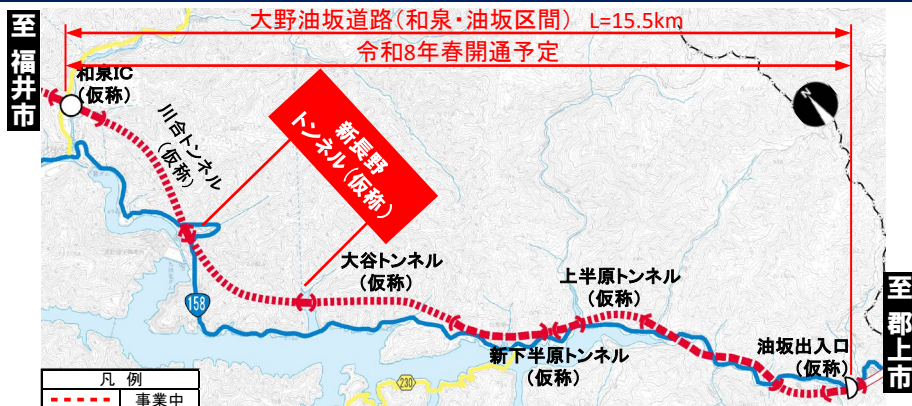 大野油坂道路(和泉・油坂区間) L=15.5km
令和8年春開通予定
至 福井市
和泉IC
(仮称)
川合トンネル
(仮称)
新長野
トンネル(仮称)
大谷トンネル
(仮称)
上半原トンネル
(仮称)
158
新下半原トンネル
(仮称)
油坂出入口
(仮称)
至 郡上市
230
N
凡 例
事業中